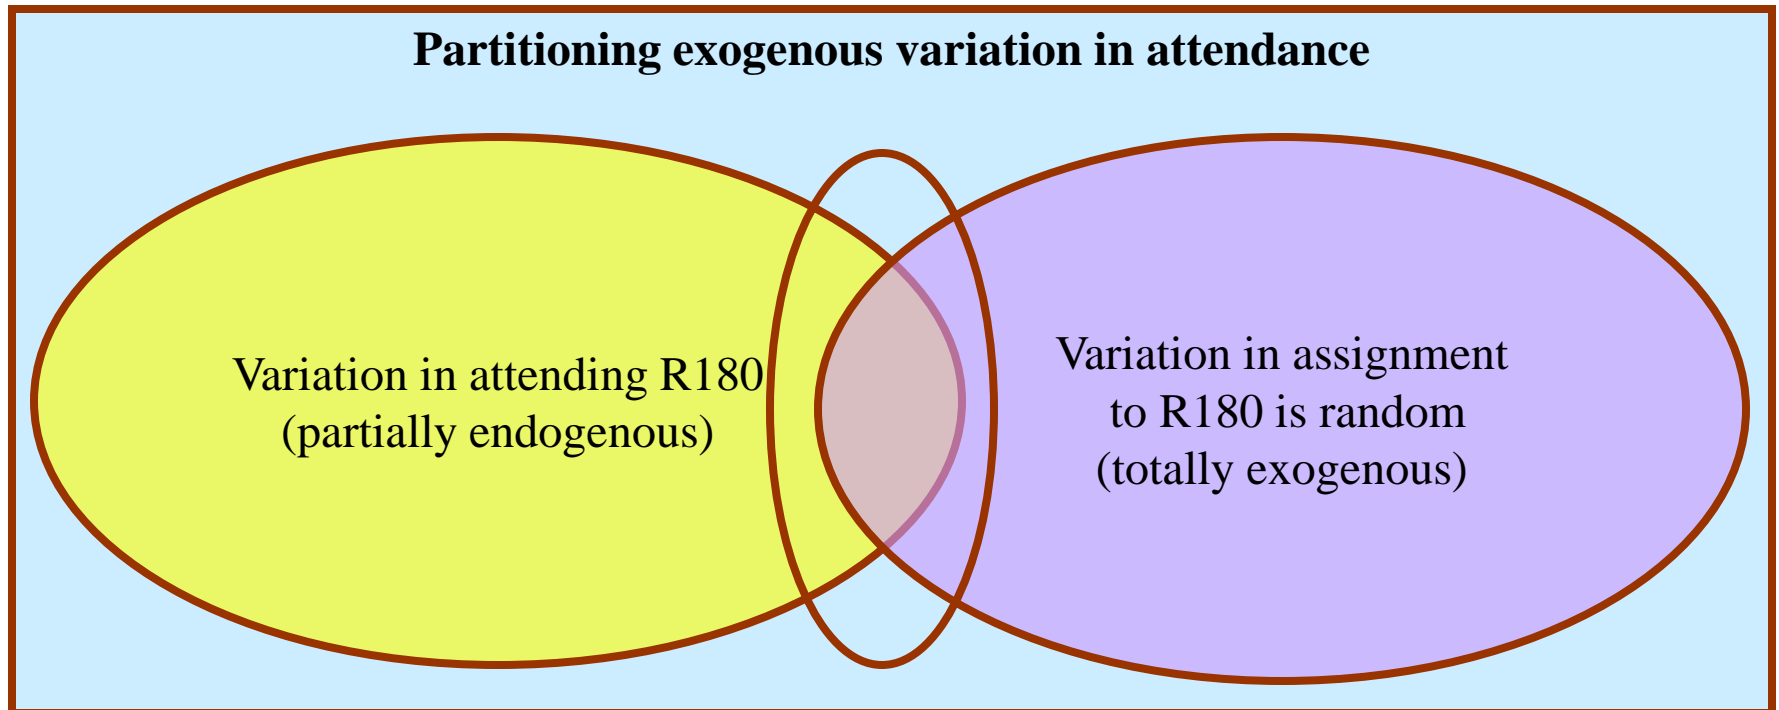 Partitioning exogenous variation in attendance
Variation in attending R180
(partially endogenous)
Variation in assignment
to R180 is random
(totally exogenous)